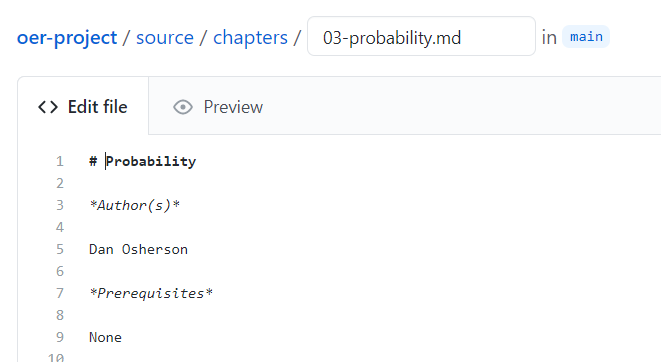 oer-project / source / chapters / 03-probability.md in main
<> Edit file Preview
1 # Probability
2
3 *Author(s)*
4
5 Dan Osherson
6
7 *Prerequisites*
8
9 None
10